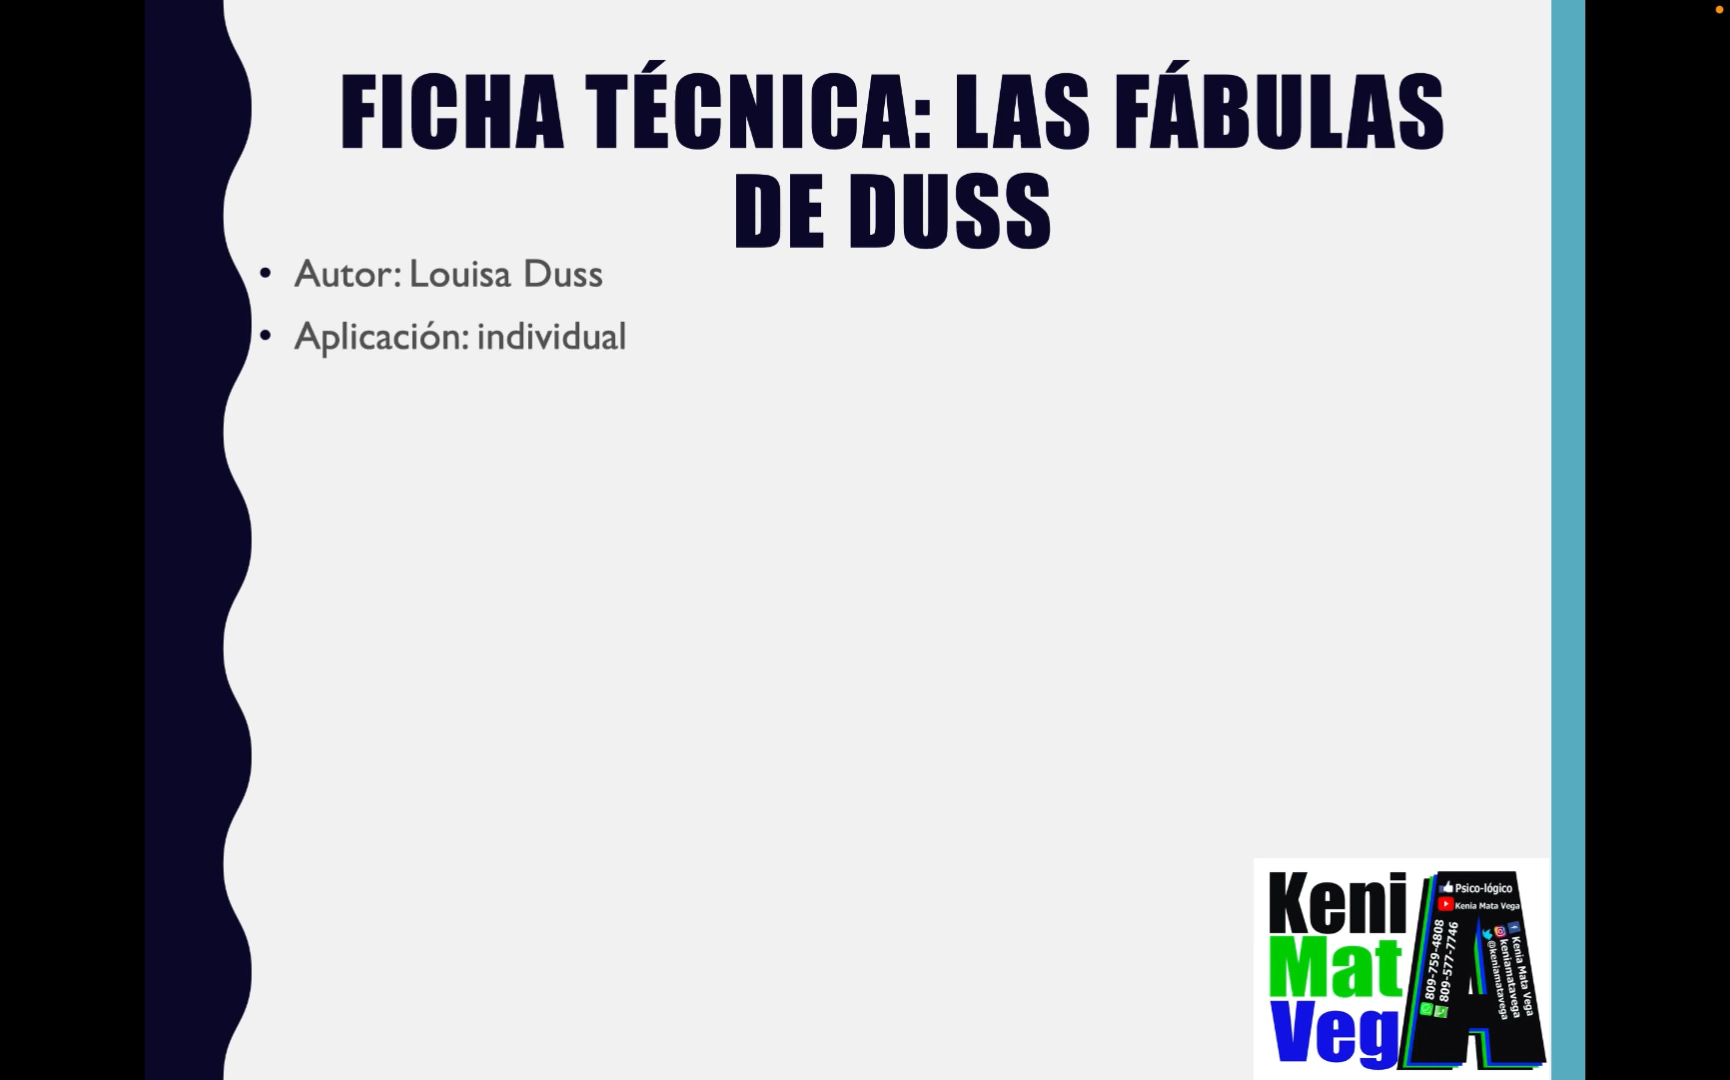 FICHA TÉCNICA: LAS FÁBULAS
DE DUSS
• Autor: Louisa Duss
• Aplicación: individual
Keni
Mat
Veg
A
Psico-lógico
Kenia Mata Vega
809-759-4808
809-577-7746
@keniamatavega
keniamatavega
Kenia Mata Vega